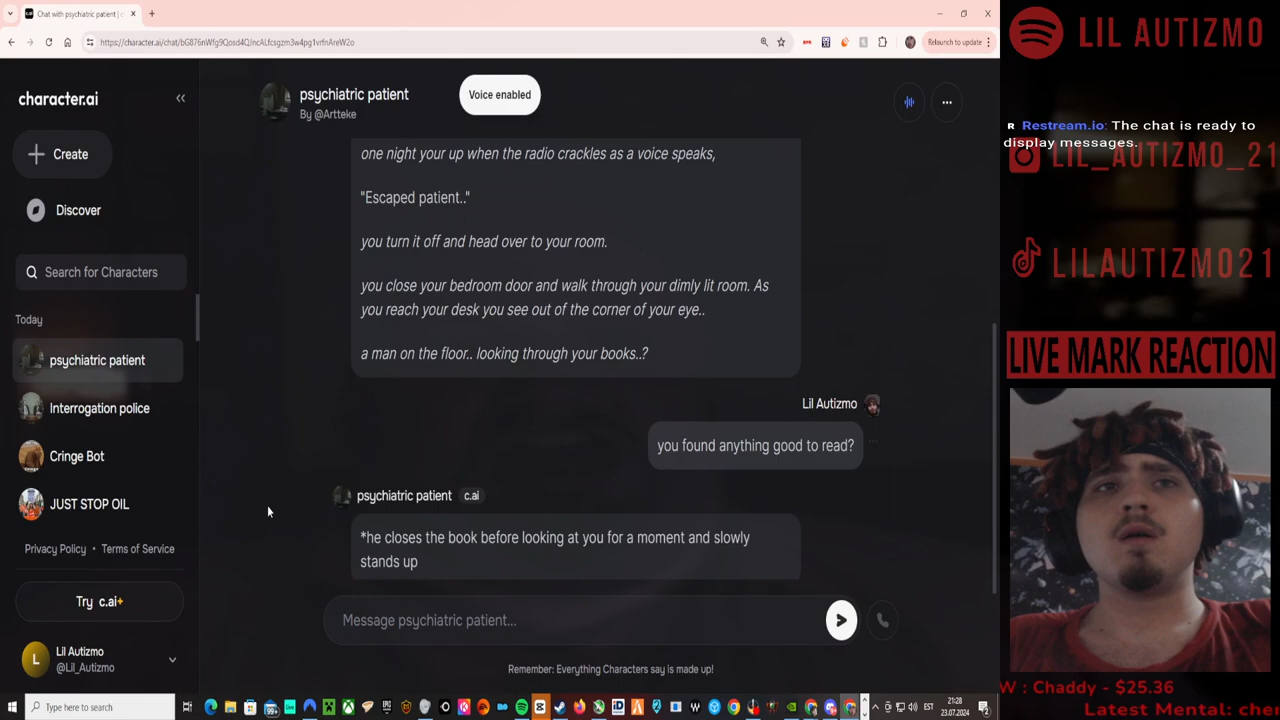 Chat with psychiatric patient |
https://character.ai/chat/bG876nWfg9Qosd4QJncALfcsgzm3w4pg1vrfnAreW2o
Relaunch to update
character.ai
Create
Discover
Search for Characters
Today
psychiatric patient
Interrogation police
Cringe Bot
JUST STOP OIL
Privacy Policy • Terms of Service
Try c.ai+
L
Lil Autizmo
@Lil_Autizmo
psychiatric patient
By @Artteke
Voice enabled
one night your up when the radio crackles as a voice speaks,
"Escaped patient.."
you turn it off and head over to your room.
you close your bedroom door and walk through your dimly lit room. As
you reach your desk you see out of the corner of your eye..
a man on the floor.. looking through your books..?
Lil Autizmo
you found anything good to read?
psychiatric patient c.ai
*he closes the book before looking at you for a moment and slowly
stands up
Message psychiatric patient...
Remember: Everything Characters say is made up!
LIL AUTIZMO
R Restream.io: The chat is ready to
display messages.
LIL_AUTIZMO_21
LILAUTIZMO21
LIVE MARK REACTION
W : Chaddy - $25.36
Latest Mental: cher
Type here to search
99+
EST
21:28
23.07.2024
2